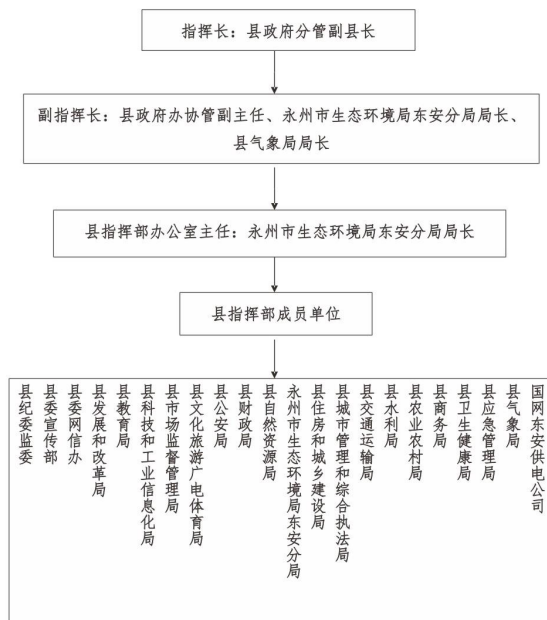 指挥长：县政府分管副县长
副指挥长：县政府办协管副主任、永州市生态环境局东安分局局长、
县气象局局长
县指挥部办公室主任：永州市生态环境局东安分局局长
县指挥部成员单位
县纪委监委
县委宣传部
县委网信办
县发展和改革局
县教育局
县科技和工业信息化局
县市场监督管理局
县文化旅游广电体育局
县公安局
县财政局
县自然资源局
永州市生态环境局东安分局
县住房和城乡建设局
县城市管理和综合执法局
县交通运输局
县水利局
县农业农村局
县商务局
县卫生健康局
县应急管理局
县气象局
国网东安供电公司